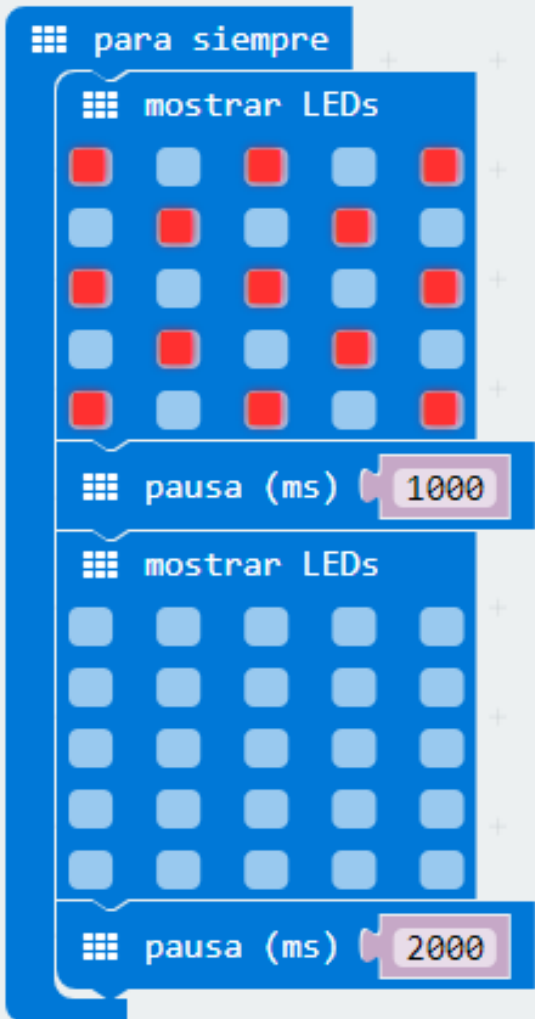 para siempre
mostrar LEDs
pausa (ms) 1000
mostrar LEDs
pausa (ms) 2000